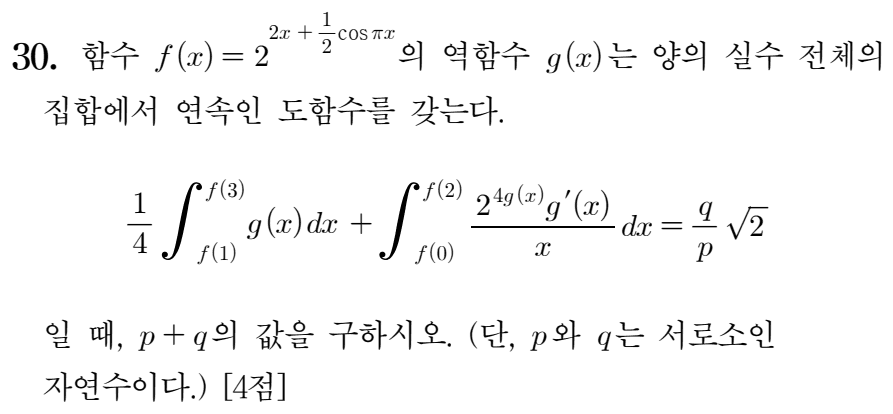 30. 함수 $f(x)=2^{2x+\frac{1}{2}\cos\pi x}$의 역함수 $g(x)$는 양의 실수 전체의
집합에서 연속인 도함수를 갖는다.
$\frac{1}{4}\int_{f(1)}^{f(3)} g(x)\,dx + \int_{f(0)}^{f(2)} \frac{2^{4g(x)}g'(x)}{x}\,dx = \frac{q}{p}\sqrt{2}$
일 때, $p+q$의 값을 구하시오. (단, $p$와 $q$는 서로소인
자연수이다.) [4점]